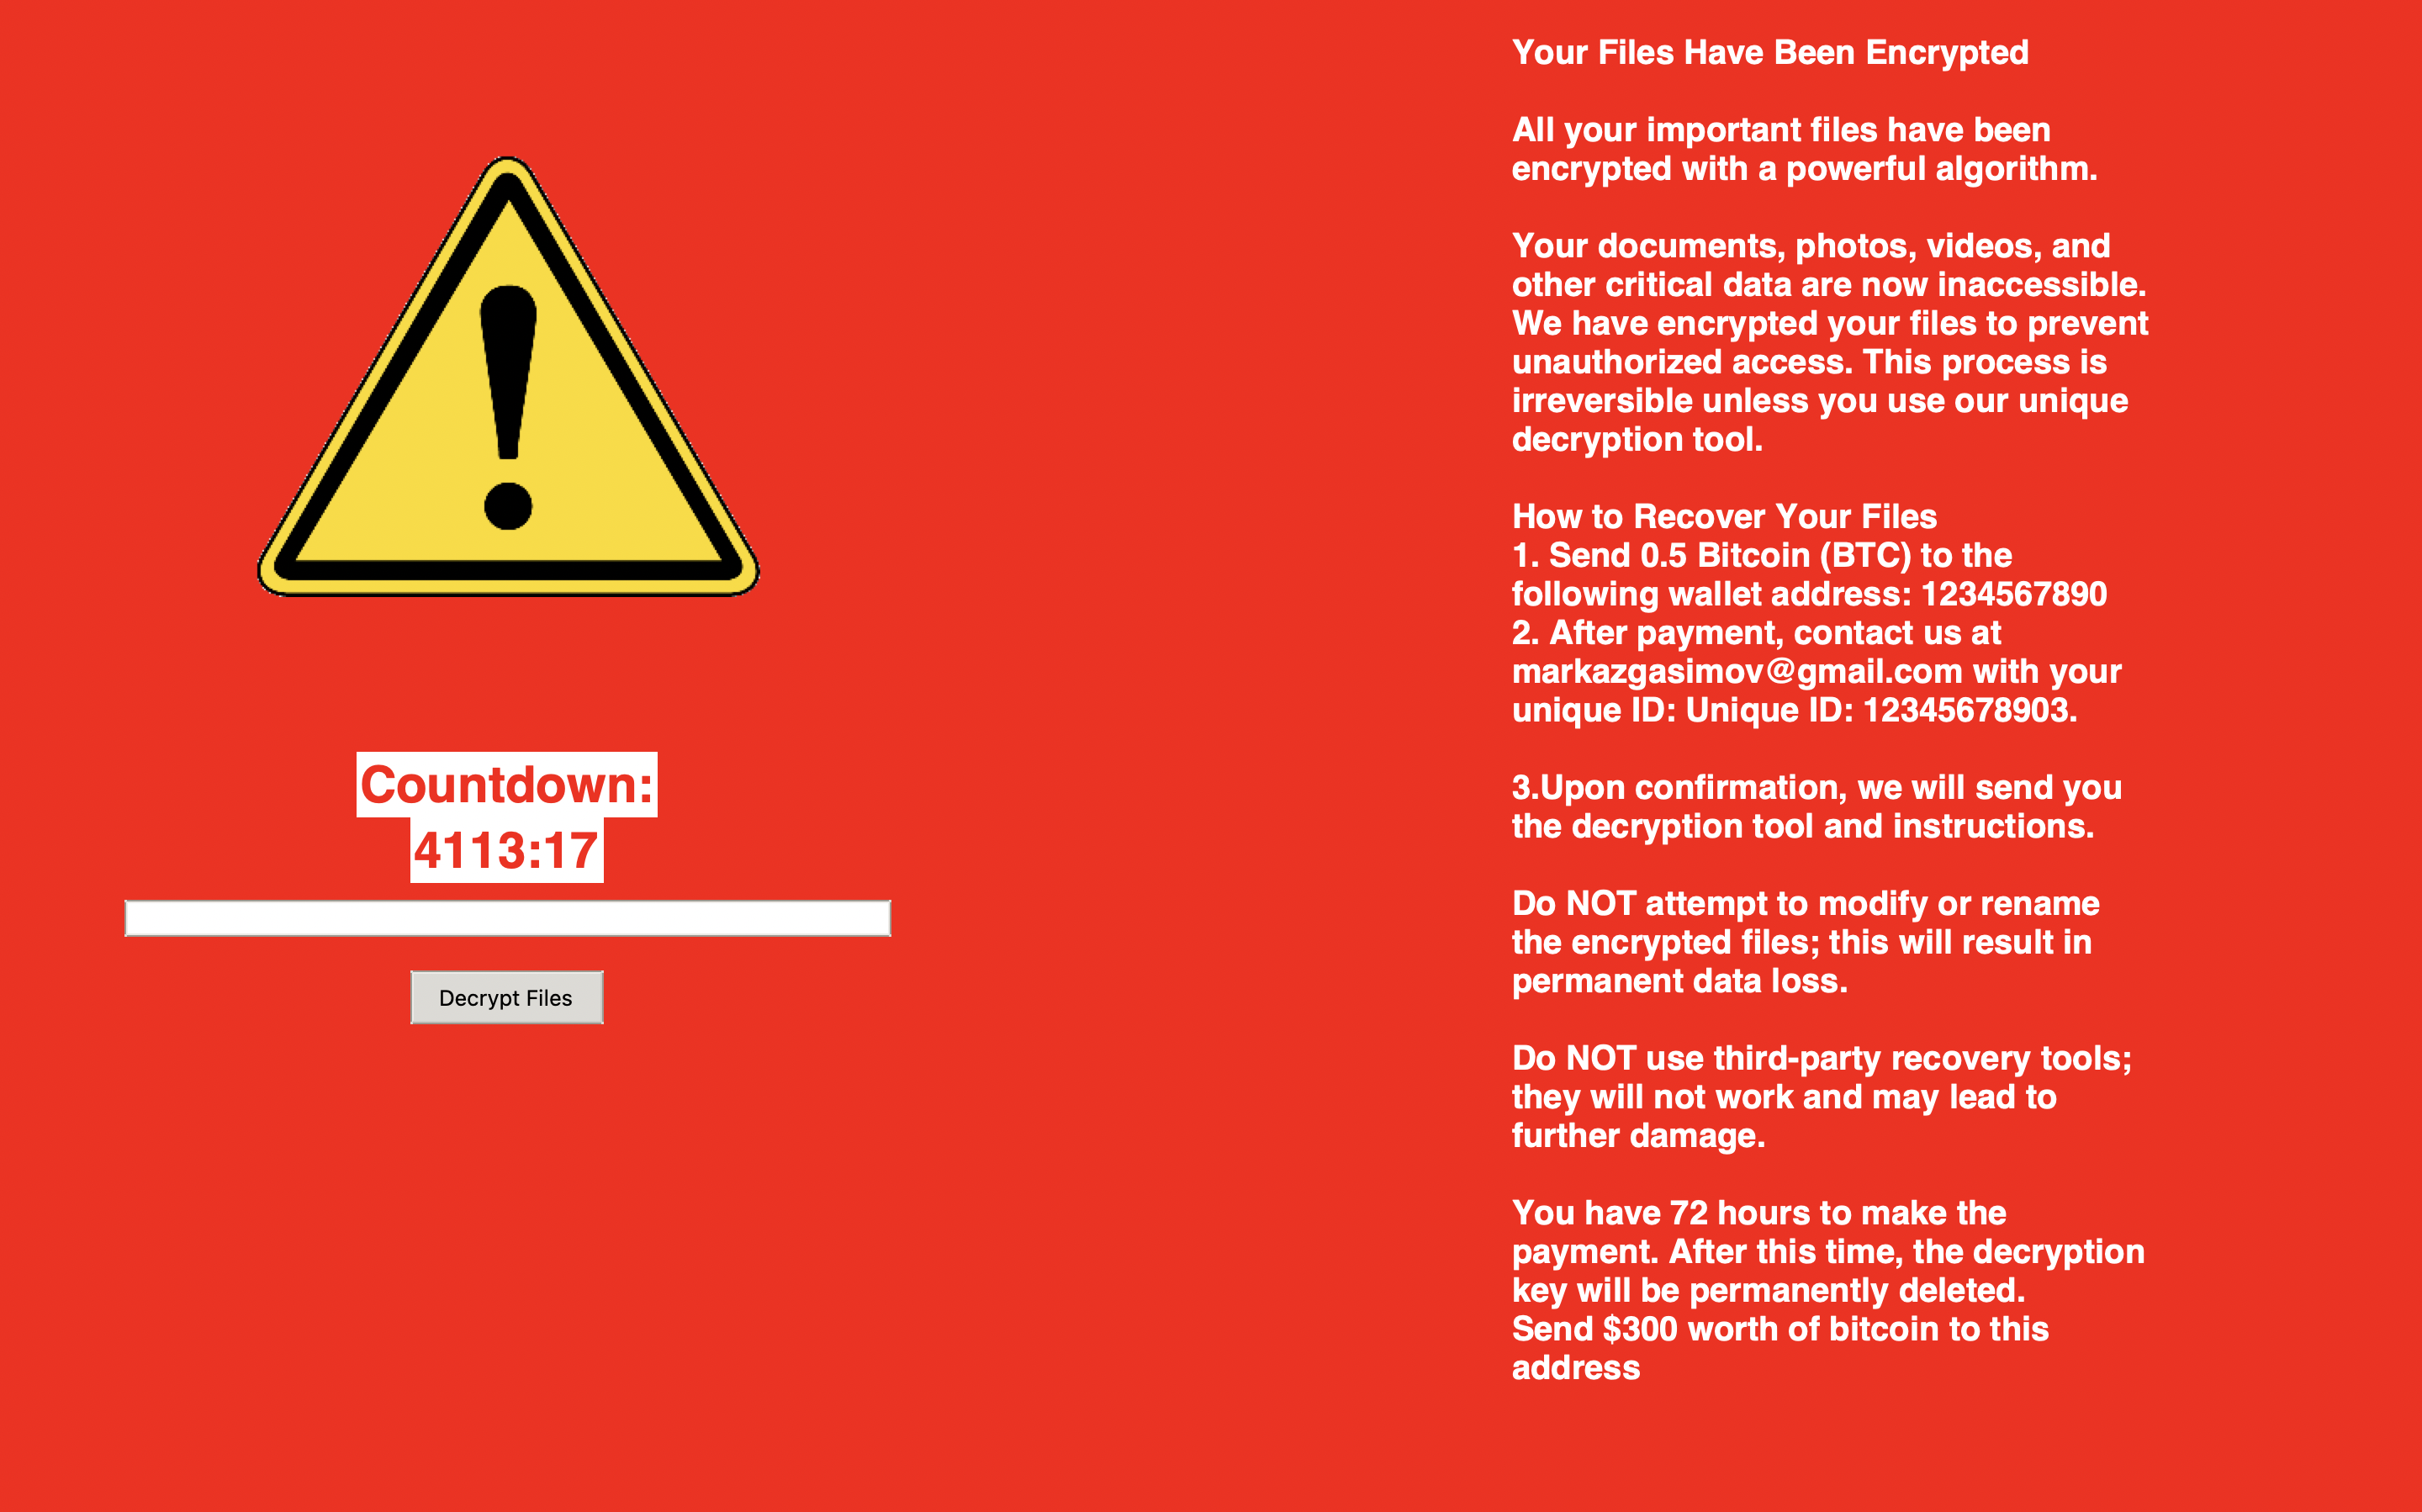 Your Files Have Been Encrypted
All your important files have been
encrypted with a powerful algorithm.
Your documents, photos, videos, and
other critical data are now inaccessible.
We have encrypted your files to prevent
unauthorized access. This process is
irreversible unless you use our unique
decryption tool.
How to Recover Your Files
1. Send 0.5 Bitcoin (BTC) to the
following wallet address: 1234567890
2. After payment, contact us at
markazgasimov@gmail.com with your
unique ID: Unique ID: 12345678903.
3.Upon confirmation, we will send you
the decryption tool and instructions.
Do NOT attempt to modify or rename
the encrypted files; this will result in
permanent data loss.
Do NOT use third-party recovery tools;
they will not work and may lead to
further damage.
You have 72 hours to make the
payment. After this time, the decryption
key will be permanently deleted.
Send $300 worth of bitcoin to this
address
Countdown:
4113:17
Decrypt Files